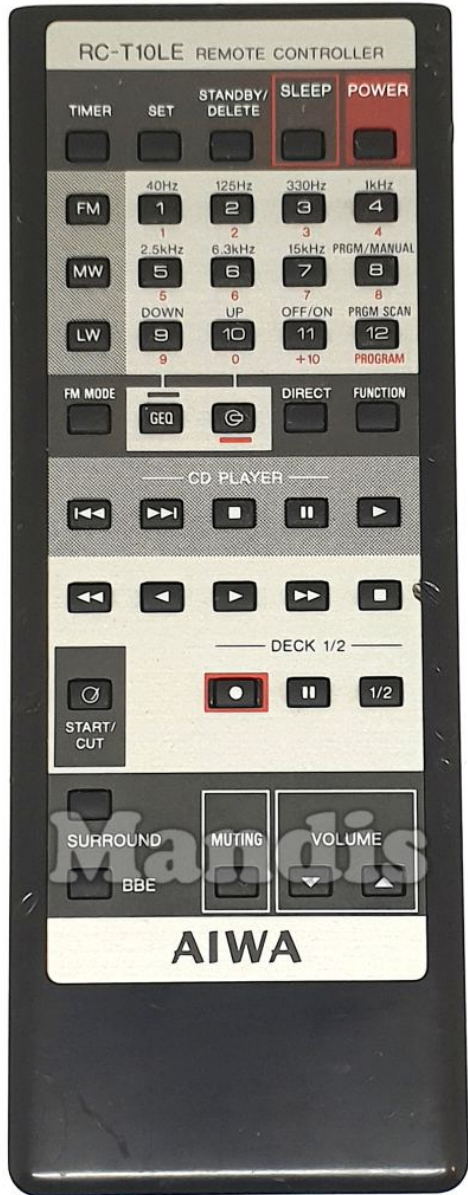 RC-T10LE REMOTE CONTROLLER
TIMER SET STANDBY/ DELETE SLEEP POWER
40Hz 125Hz 330Hz 1kHz
FM 1 2 3 4
1 2 3 4
2.5kHz 6.3kHz 15kHz PRGM/MANUAL
MW 5 6 7 8
5 6 7 8
DOWN UP OFF/ON PRGM SCAN
LW 9 10 11 12
9 0 +10 PROGRAM
FM MODE DIRECT FUNCTION
GEQ
CD PLAYER
DECK 1/2
1/2
START/
CUT
SURROUND MUTING VOLUME
Mandis
BBE
AIWA